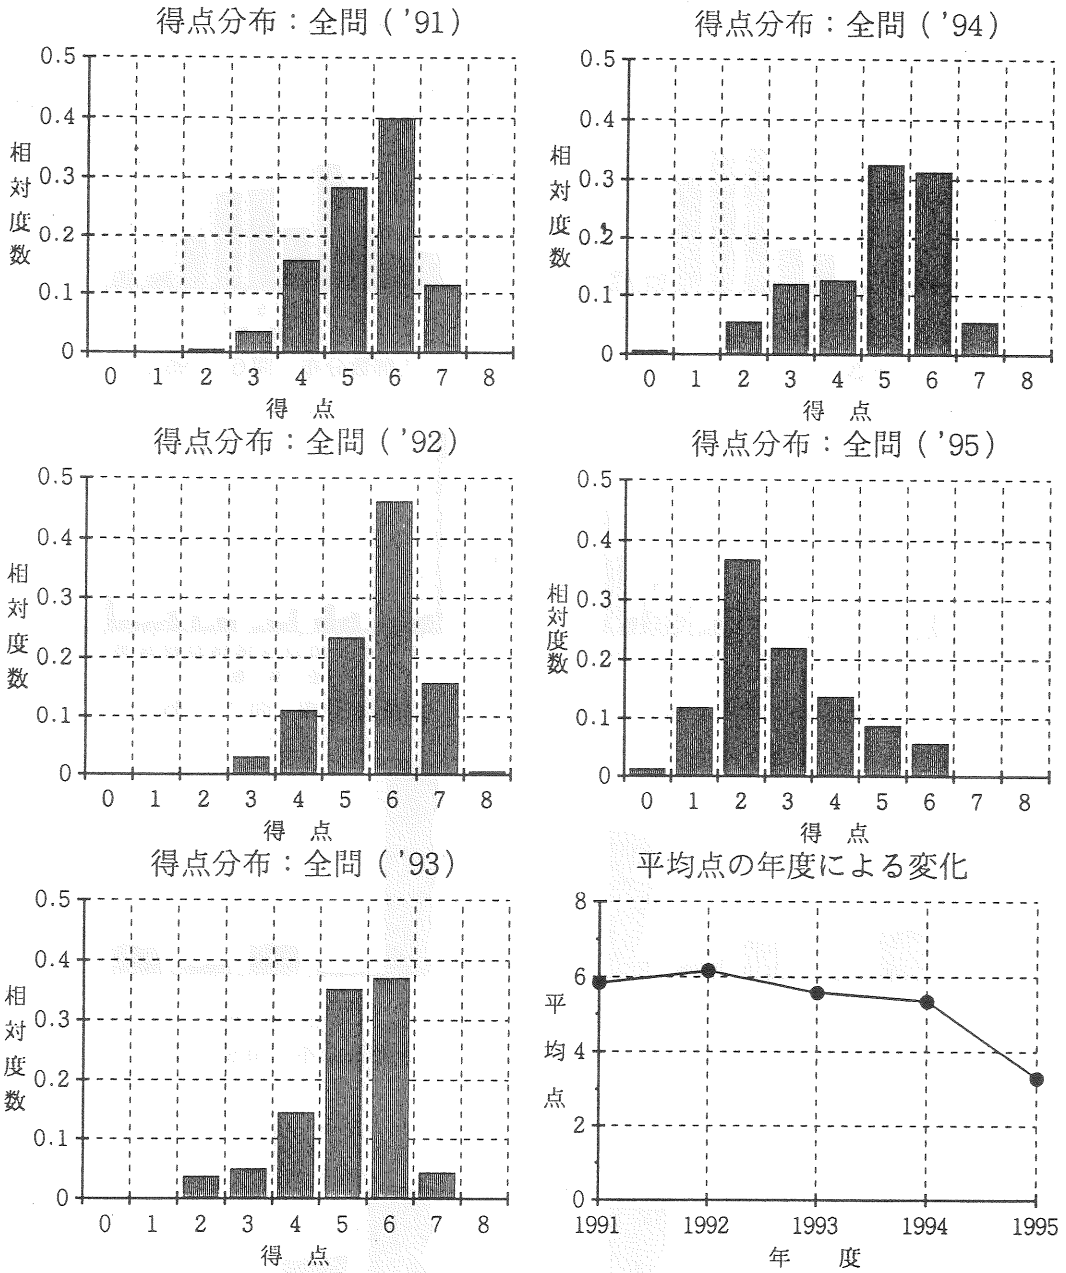 得点分布：全問（’91）
0.5
0.4
0.3
0.2
0.1
0
相対度数
0 1 2 3 4 5 6 7 8
得 点
得点分布：全問（’94）
0.5
0.4
0.3
0.2
0.1
0
相対度数
0 1 2 3 4 5 6 7 8
得 点
得点分布：全問（’92）
0.5
0.4
0.3
0.2
0.1
0
相対度数
0 1 2 3 4 5 6 7 8
得 点
得点分布：全問（’95）
0.5
0.4
0.3
0.2
0.1
0
相対度数
0 1 2 3 4 5 6 7 8
得 点
得点分布：全問（’93）
0.5
0.4
0.3
0.2
0.1
0
相対度数
0 1 2 3 4 5 6 7 8
得 点
平均点の年度による変化
8
6
4
2
0
平均点
1991 1992 1993 1994 1995
年 度